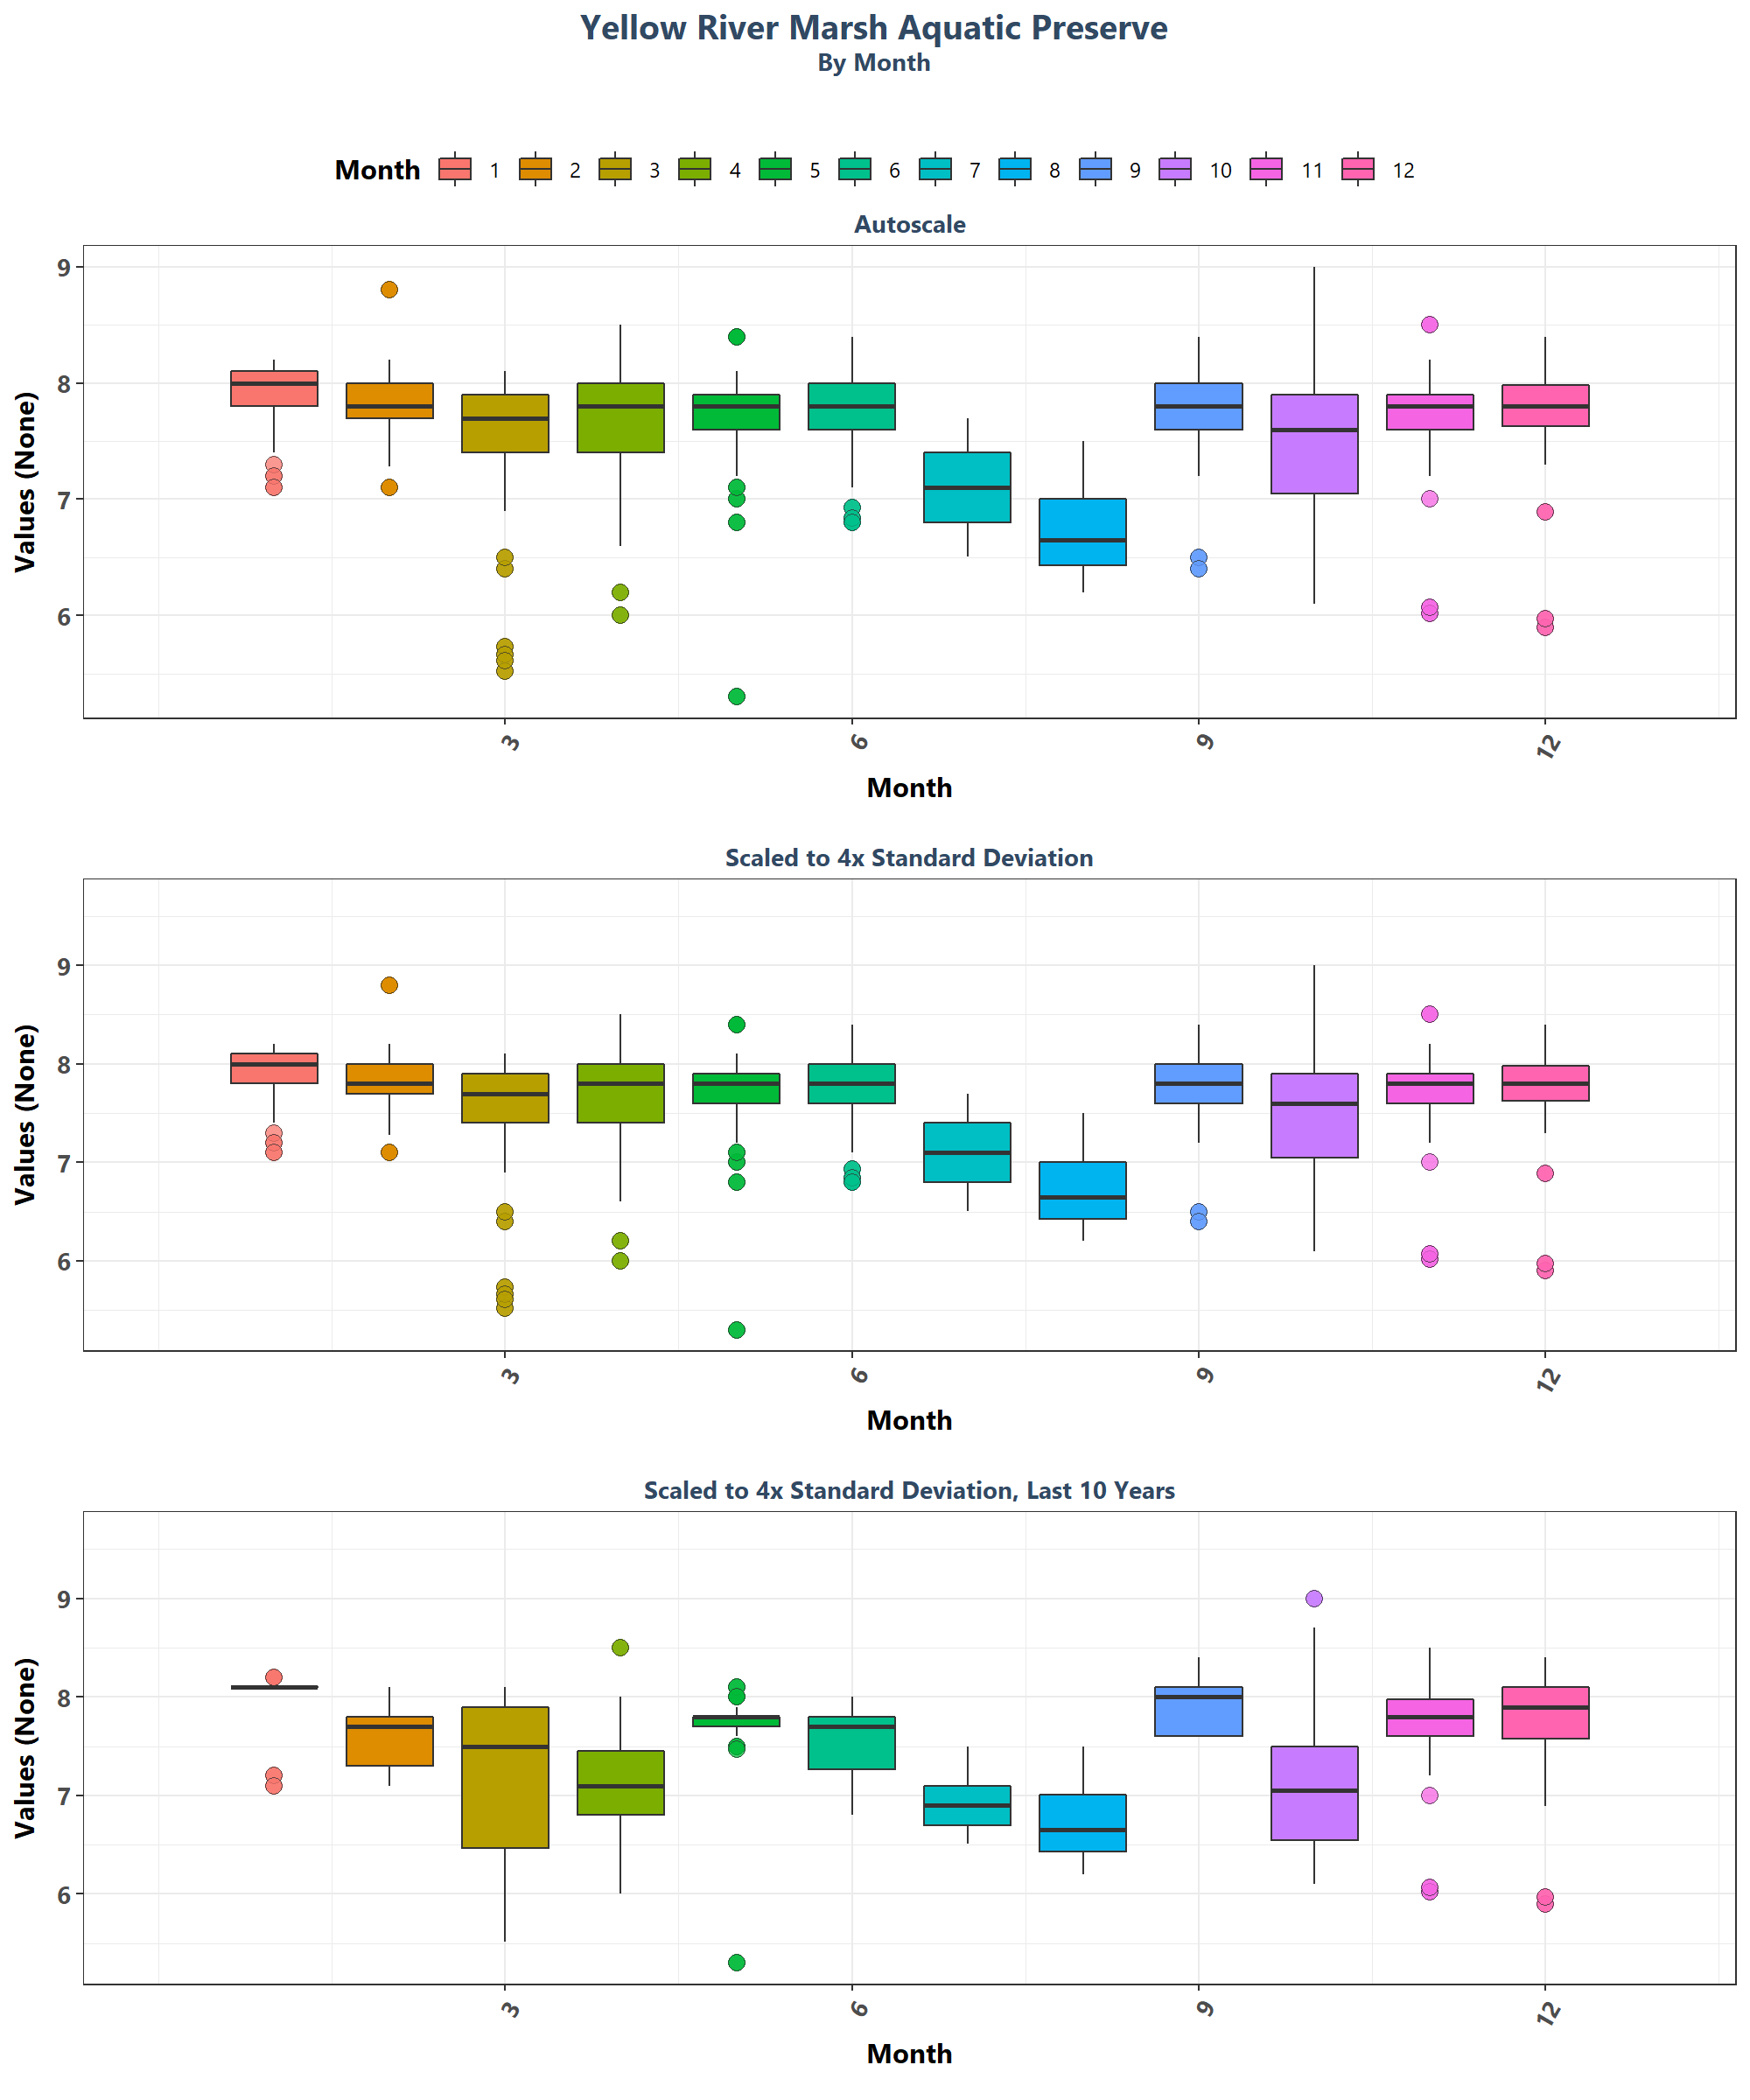 Yellow River Marsh Aquatic Preserve
By Month
Month 1 2 3 4 5 6 7 8 9 10 11 12
Autoscale
Values (None)
9
8
7
6
3 6 9 12
Month
Scaled to 4x Standard Deviation
Values (None)
9
8
7
6
3 6 9 12
Month
Scaled to 4x Standard Deviation, Last 10 Years
Values (None)
9
8
7
6
3 6 9 12
Month